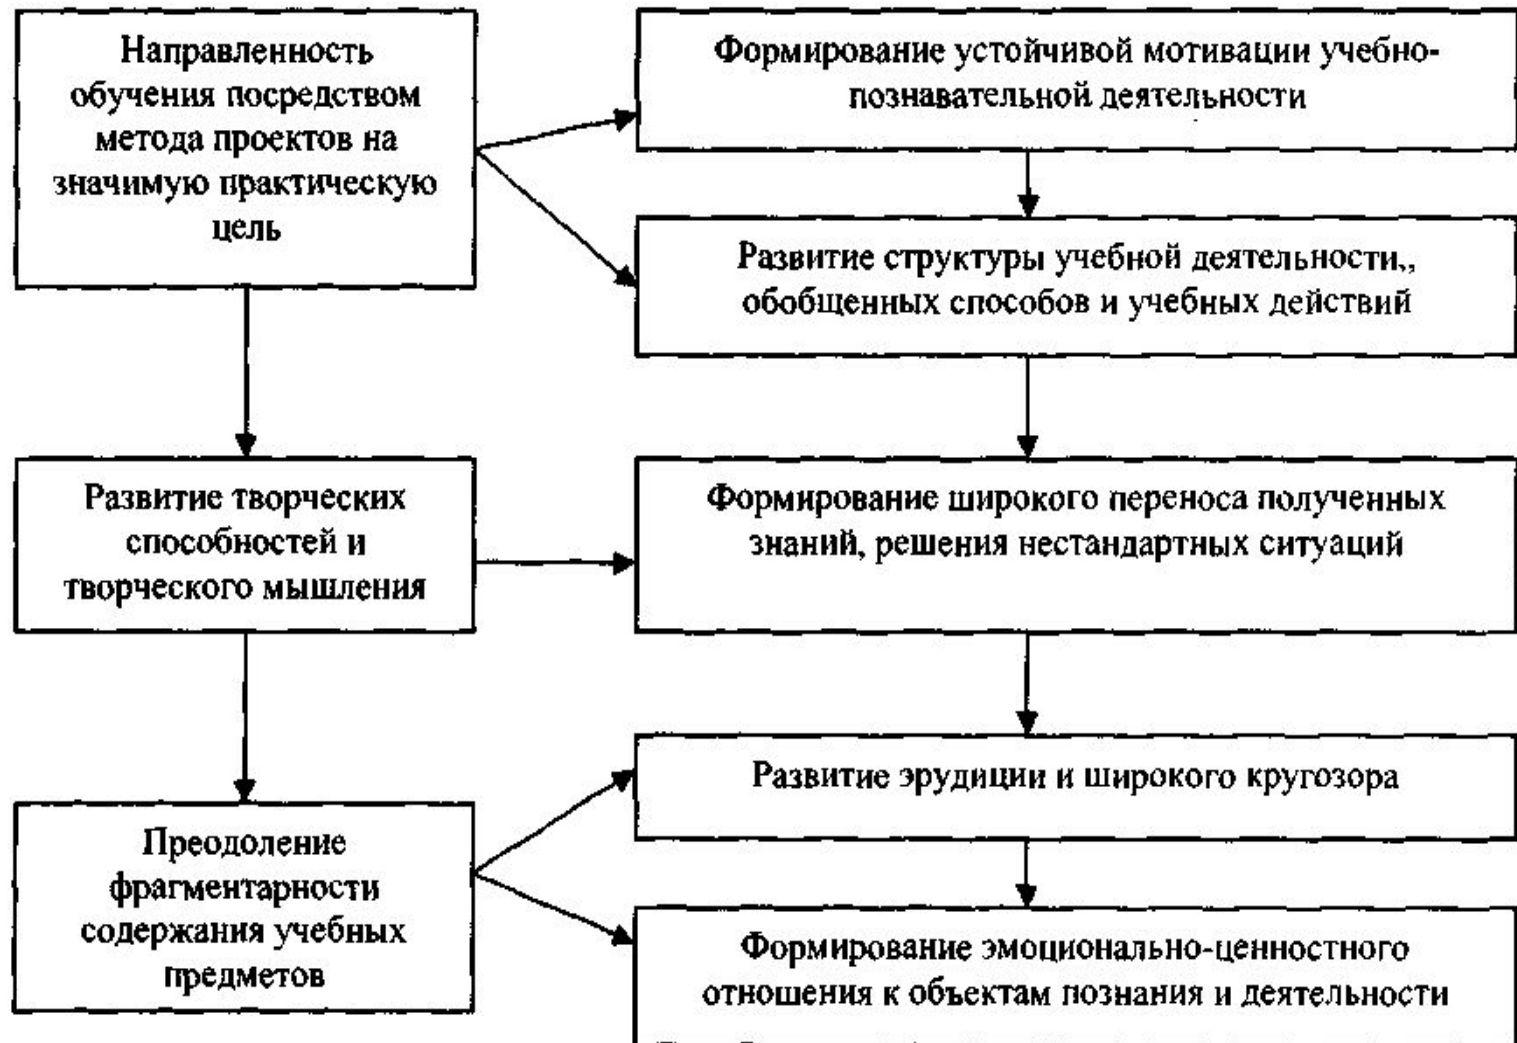 Направленность
обучения посредством
метода проектов на
значимую практическую
цель
Формирование устойчивой мотивации учебно-
познавательной деятельности
Развитие структуры учебной деятельности,,
обобщенных способов и учебных действий
Развитие творческих
способностей и
творческого мышления
Формирование широкого переноса полученных
знаний, решения нестандартных ситуаций
Преодоление
фрагментарности
содержания учебных
предметов
Развитие эрудиции и широкого кругозора
Формирование эмоционально-ценностного
отношения к объектам познания и деятельности